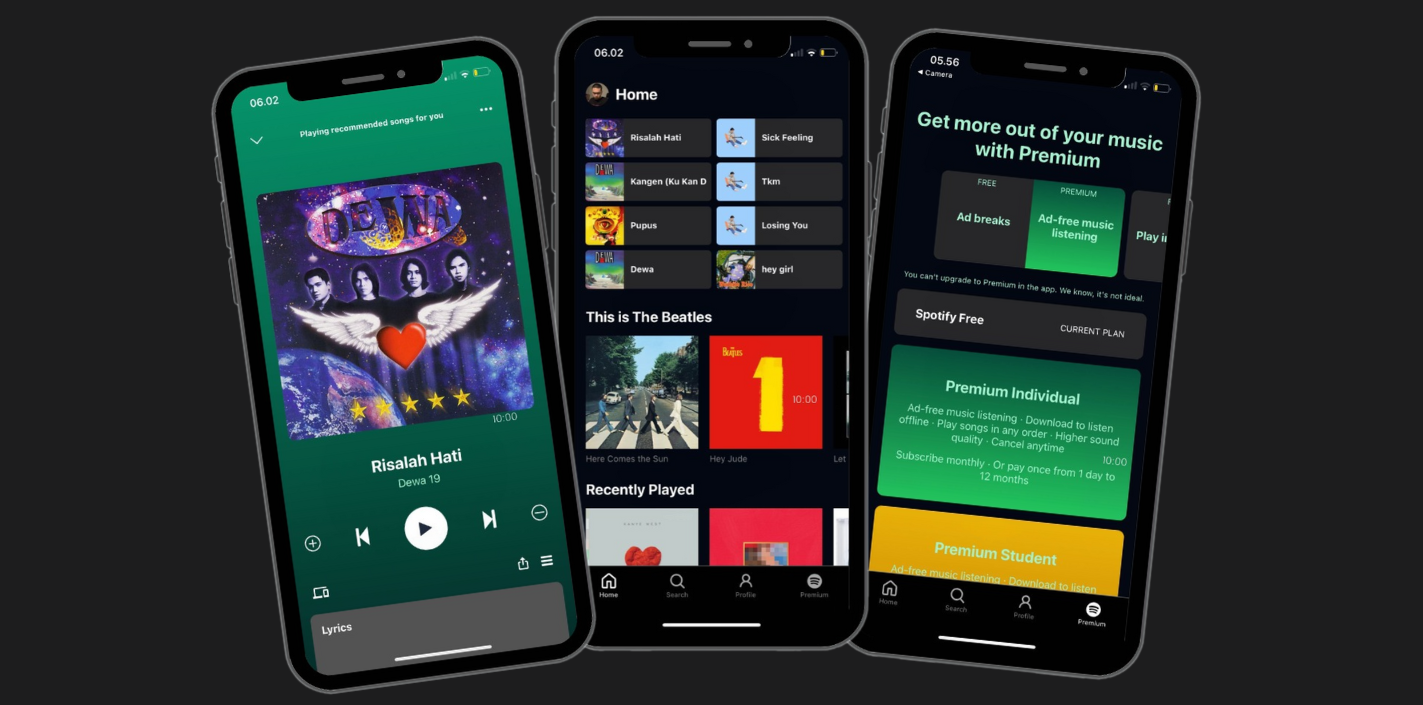 06.02
Playing recommended songs for you
DEWA
10:00
Risalah Hati
Dewa 19
Lyrics
06.02
Home
Risalah Hati
Sick Feeling
DEWA
Kangen (Ku Kan D
Tkm
Pupus
Losing You
DEWA
Dewa
hey girl
This is The Beatles
1
10:00
Here Comes the Sun
Hey Jude
Let
Recently Played
Home
Search
Profile
Premium
05.56
Camera
Get more out of your music
with Premium
FREE
PREMIUM
F
Ad breaks
Ad-free music
listening
Play i
You can't upgrade to Premium in the app. We know, it's not ideal.
Spotify Free
CURRENT PLAN
Premium Individual
Ad-free music listening · Download to listen
offline · Play songs in any order · Higher sound
quality · Cancel anytime
10:00
Subscribe monthly · Or pay once from 1 day to
12 months
Premium Student
Ad-free music listening · Download to listen
Home
Search
Profile
Premium